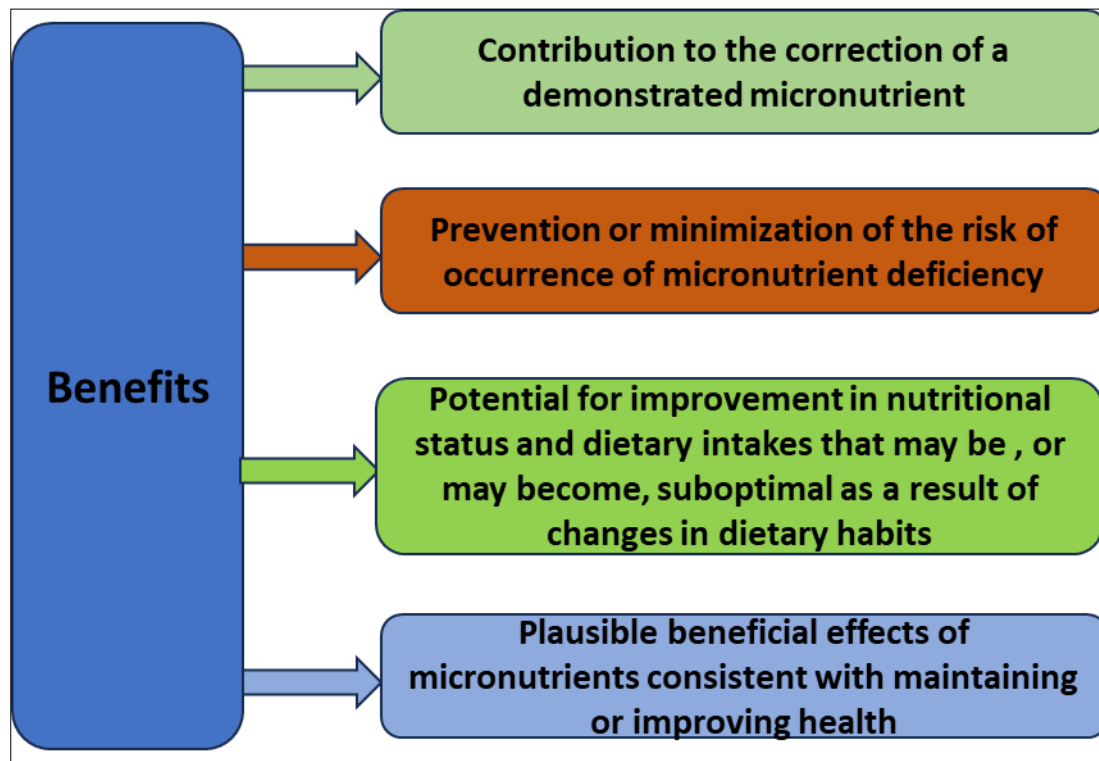 Benefits
Contribution to the correction of a
demonstrated micronutrient
Prevention or minimization of the risk of
occurrence of micronutrient deficiency
Potential for improvement in nutritional
status and dietary intakes that may be , or
may become, suboptimal as a result of
changes in dietary habits
Plausible beneficial effects of
micronutrients consistent with maintaining
or improving health